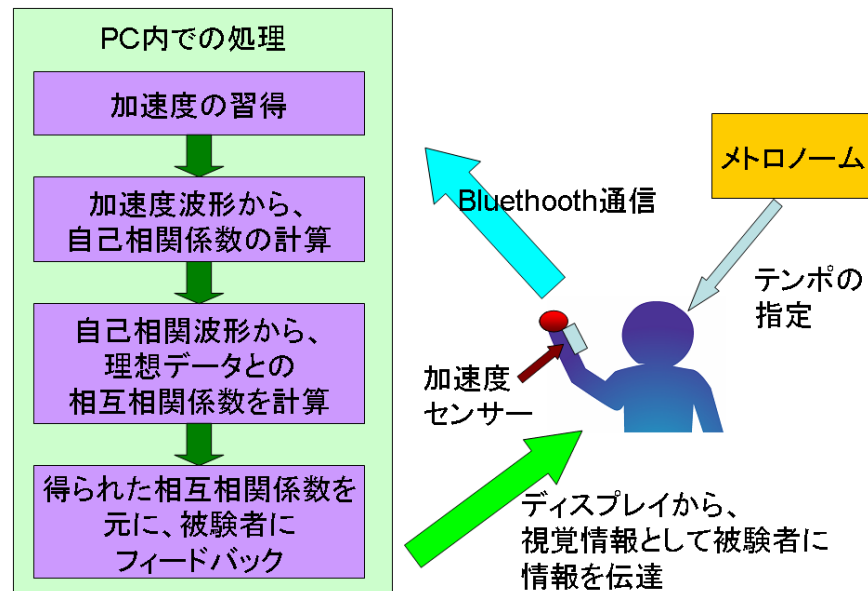 PC内での処理
加速度の習得
加速度波形から、
自己相関係数の計算
自己相関波形から、
理想データとの
相互相関係数を計算
得られた相互相関係数を
元に、被験者に
フィードバック
Bluethooth通信
メトロノーム
テンポの
指定
加速度
センサー
ディスプレイから、
視覚情報として被験者に
情報を伝達